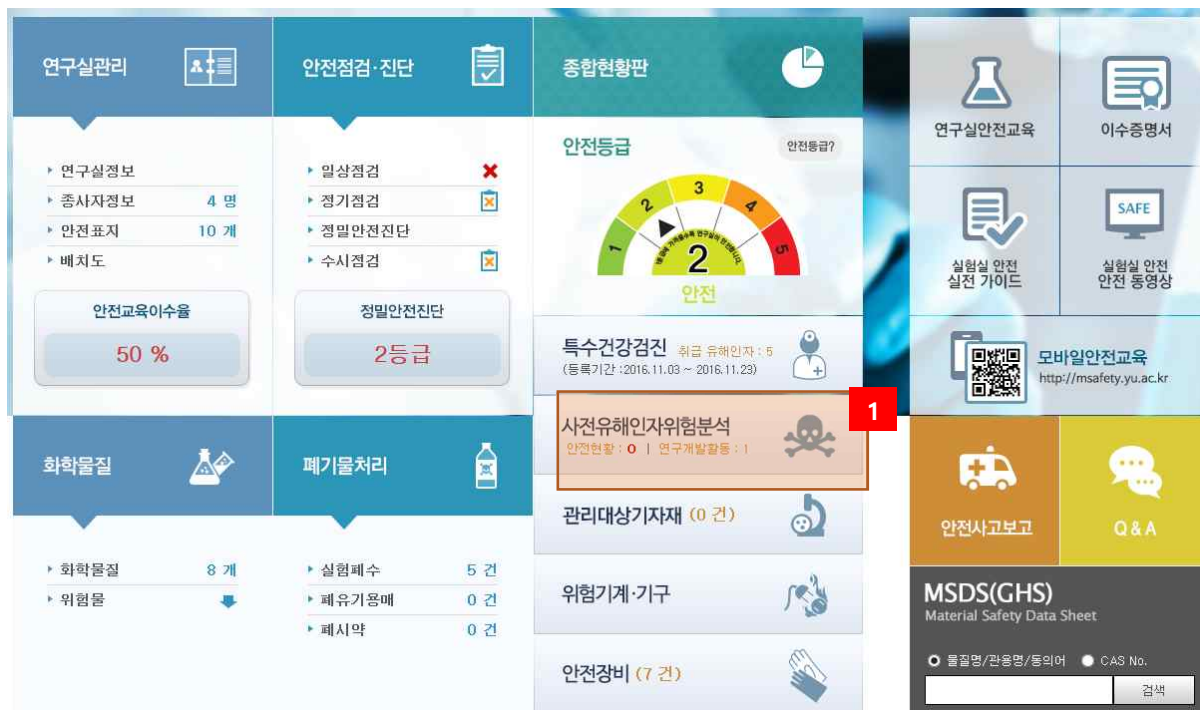 연구실관리
연구실정보
종사자정보 4 명
안전표지 10 개
배치도
안전교육이수율
50 %
안전점검·진단
일상점검
정기점검
정밀안전진단
수시점검
정밀안전진단
2등급
종합현황판
안전등급 안전등급?
1 2 3 4 5
2
안전
특수건강검진 취급 유해인자 : 5
(등록기간 :2016.11.03 ~ 2016.11.23)
사전유해인자위험분석
안전현황 : 0 | 연구개발활동 : 1
1
관리대상기자재 (0 건)
위험기계·기구
안전장비 (7 건)
화학물질
화학물질 8 개
위험물
폐기물처리
실험폐수 5 건
폐유기용매 0 건
폐시약 0 건
연구실안전교육
이수증명서
실험실 안전
실전 가이드
SAFE
실험실 안전
안전 동영상
모바일안전교육
http://msafety.yu.ac.kr
안전사고보고
Q & A
MSDS(GHS)
Material Safety Data Sheet
물질명/관용명/동의어 CAS No.
검색